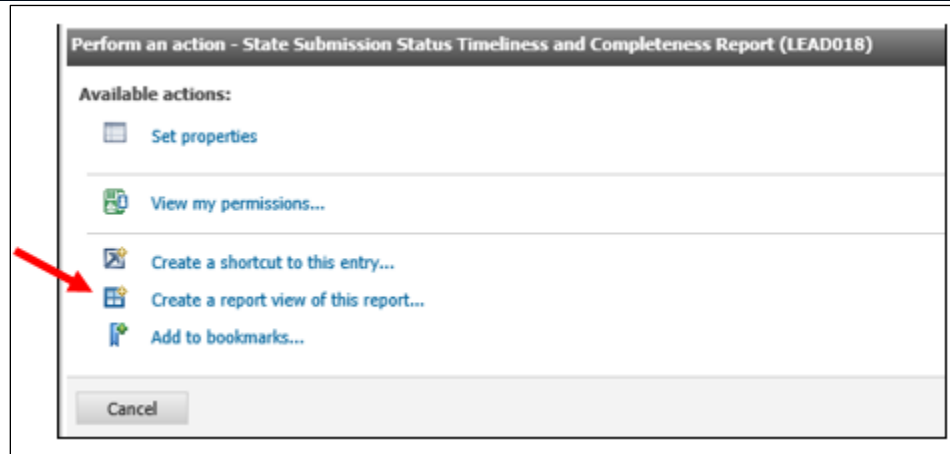 Perform an action - State Submission Status Timeliness and Completeness Report (LEAD018)
Available actions:
Set properties
View my permissions...
Create a shortcut to this entry...
Create a report view of this report...
Add to bookmarks...
Cancel